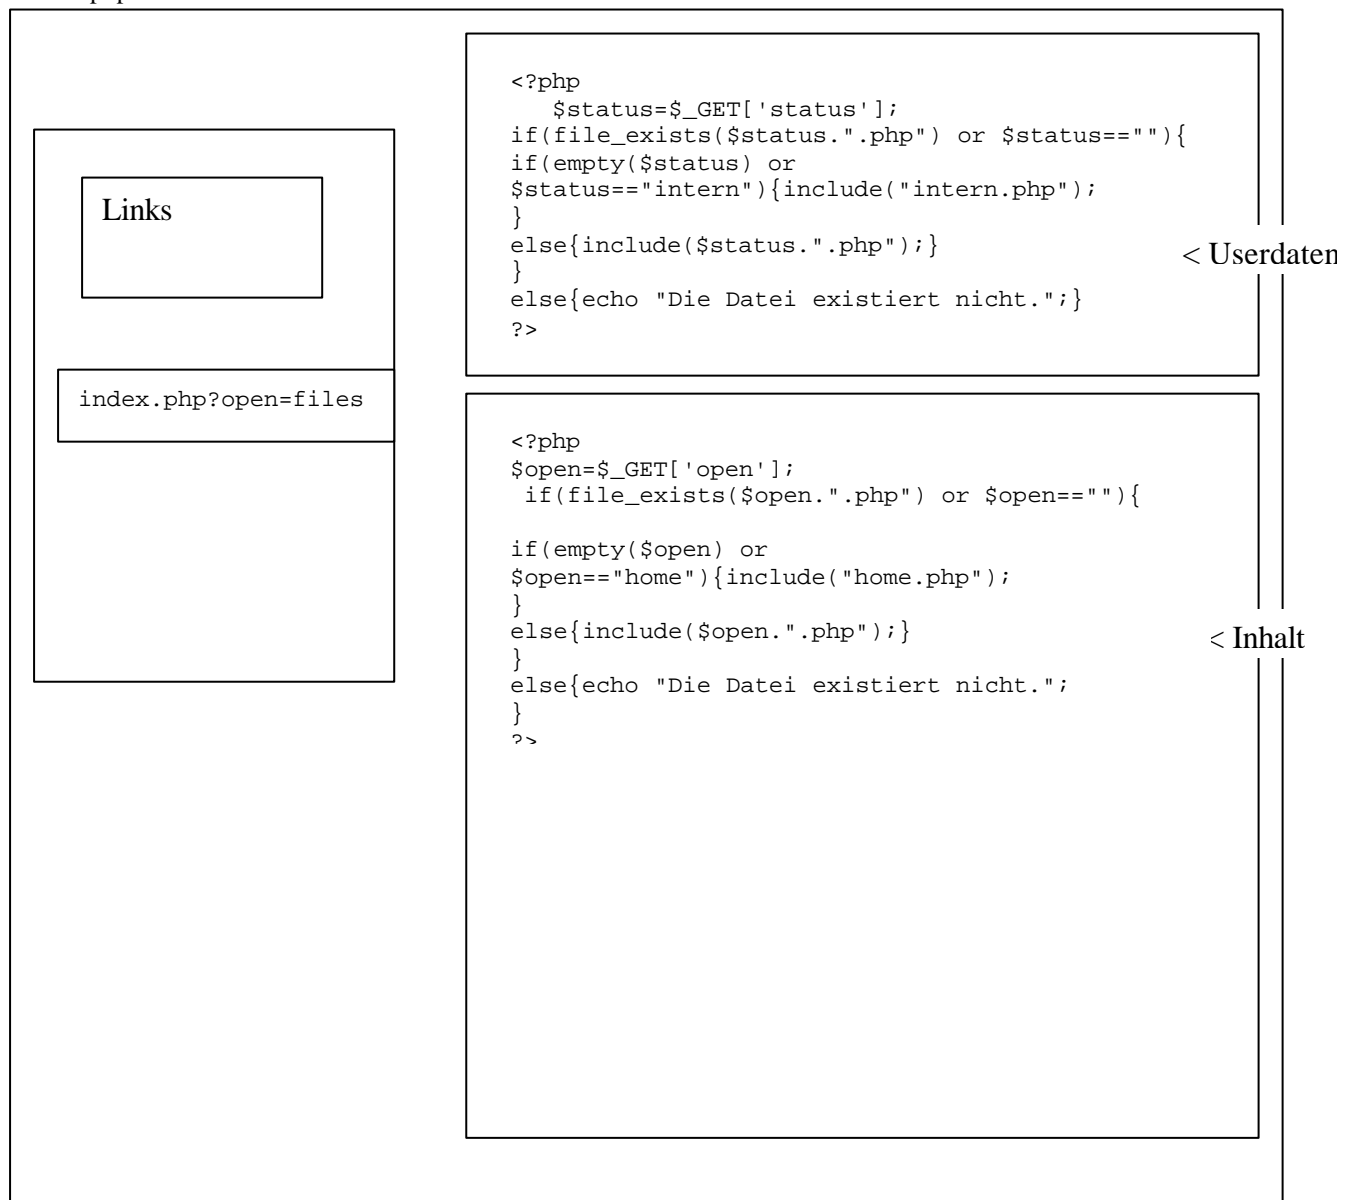 Links
index.php?open=files
<?php
$status=$_GET['status'];
if(file_exists($status.".php") or $status==""){
if(empty($status) or
$status=="intern"){include("intern.php");
}
else{include($status.".php");}
}
else{echo "Die Datei existiert nicht.";}
?>
< Userdaten
<?php
$open=$_GET['open'];
if(file_exists($open.".php") or $open==""){
if(empty($open) or
$open=="home"){include("home.php");
}
else{include($open.".php");}
}
else{echo "Die Datei existiert nicht.";
}
?>
< Inhalt